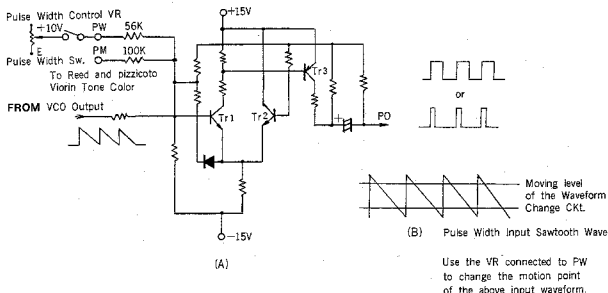 +15V
Pulse Width Control VR
+10V PW 56K
E PM 100K
Pulse Width Sw.
To Reed and pizzicoto
Viorin Tone Color
FROM VCO Output
Tr1
Tr2
Tr3
+
PO
or
-15V
(A)
Moving level
of the Waveform
Change CKt.
(B) Pulse Width Input Sawtooth Wave
Use the VR connected to PW
to change the motion point
of the above input waveform.